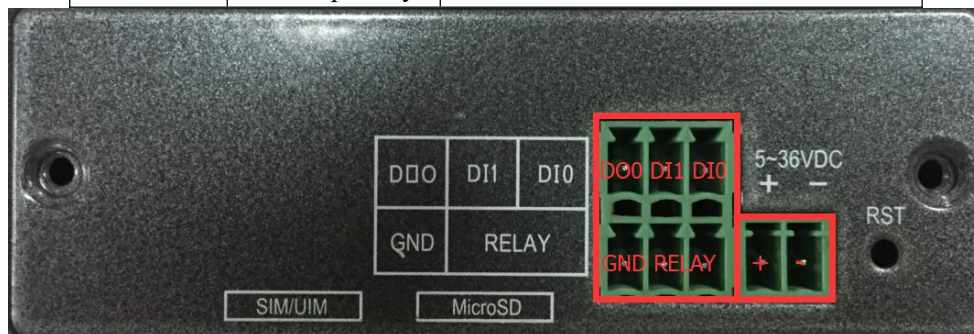 D□O DI1 DI0
GND RELAY
DO0 DI1 DI0
GND RELAY
5~36VDC
+ −
+ -
RST
SIM/UIM
MicroSD